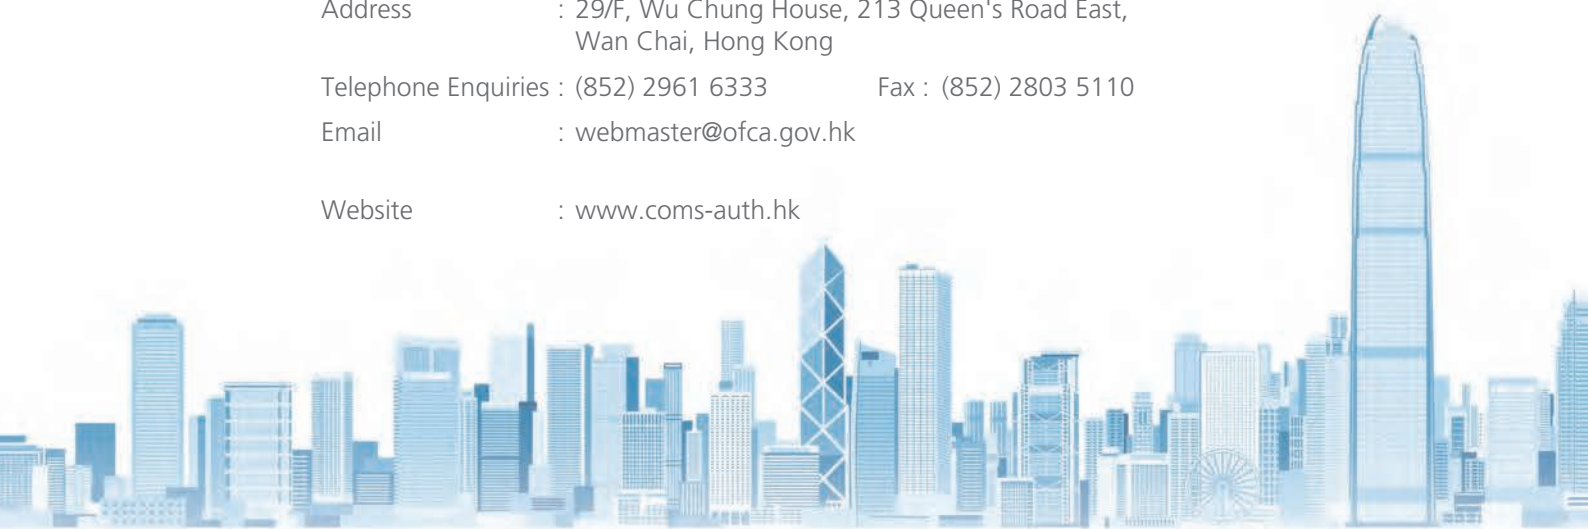 Address : 29/F, Wu Chung House, 213 Queen's Road East,
Wan Chai, Hong Kong
Telephone Enquiries : (852) 2961 6333 Fax : (852) 2803 5110
Email : webmaster@ofca.gov.hk
Website : www.coms-auth.hk